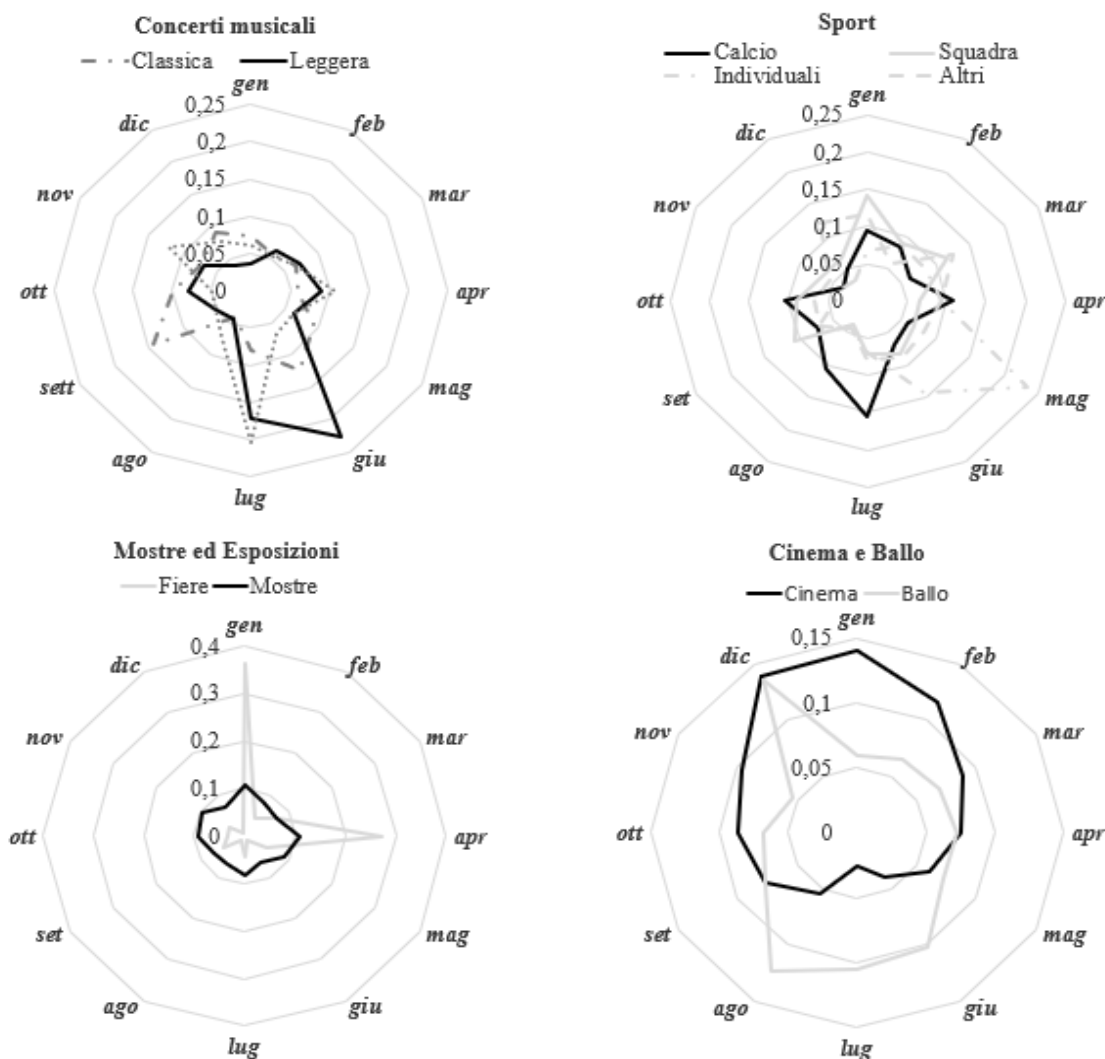 Concerti musicali
Classica Leggera
gen
feb
mar
apr
mag
giu
lug
ago
sett
ott
nov
dic
0,25
0,2
0,15
0,1
0,05
0
Sport
Calcio Squadra
Individuali Altri
gen
feb
mar
apr
mag
giu
lug
ago
set
ott
nov
dic
0,25
0,2
0,15
0,1
0,05
0
Mostre ed Esposizioni
Fiere Mostre
gen
feb
mar
apr
mag
giu
lug
ago
set
ott
nov
dic
0,4
0,3
0,2
0,1
0
Cinema e Ballo
Cinema Ballo
gen
feb
mar
apr
mag
giu
lug
ago
set
ott
nov
dic
0,15
0,1
0,05
0